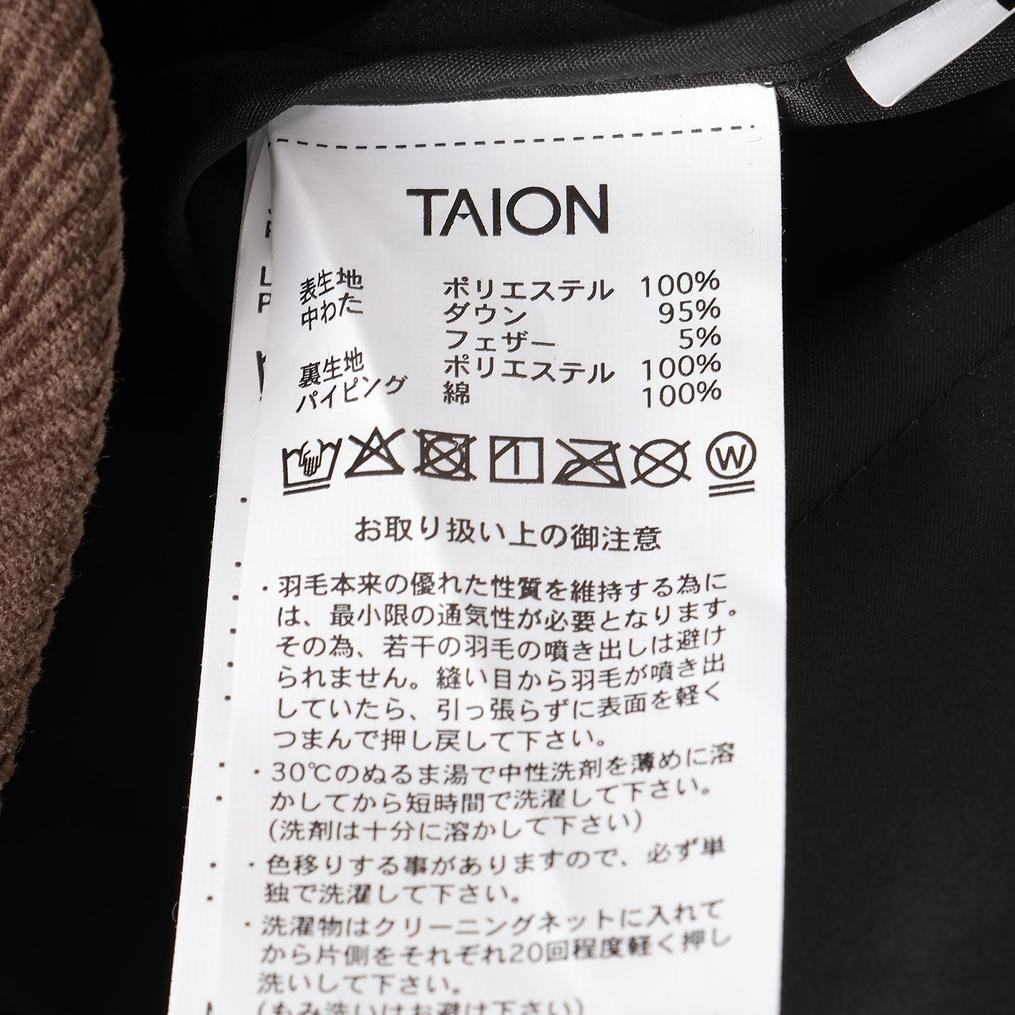 TAION
表生地 ポリエステル 100%
中わた ダウン 95%
フェザー 5%
裏生地 ポリエステル 100%
パイピング 綿 100%
W
お取り扱い上の御注意
・羽毛本来の優れた性質を維持する為に
は、最小限の通気性が必要となります。
その為、若干の羽毛の噴き出しは避け
られません。縫い目から羽毛が噴き出
していたら、引っ張らずに表面を軽く
つまんで押し戻して下さい。
・30℃のぬるま湯で中性洗剤を薄めに溶
かしてから短時間で洗濯して下さい。
(洗剤は十分に溶かして下さい)
・色移りする事がありますので、必ず単
独で洗濯して下さい。
・洗濯物はクリーニングネットに入れて
から片側をそれぞれ20回程度軽く押し
洗いして下さい。
(もみ洗いはお避け下さい)